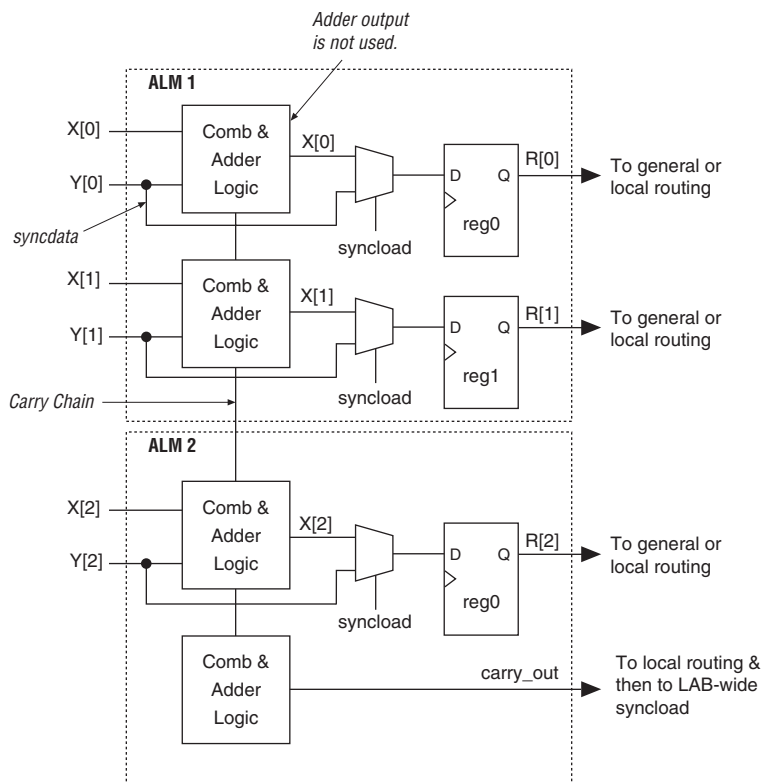 Adder output
is not used.
ALM 1
X[0]
Comb &
Adder
Logic
X[0]
Y[0]
D Q
R[0]
To general or
local routing
reg0
syncdata
syncload
X[1]
Comb &
Adder
Logic
X[1]
Y[1]
D Q
R[1]
To general or
local routing
reg1
syncload
Carry Chain
ALM 2
X[2]
Comb &
Adder
Logic
X[2]
Y[2]
D Q
R[2]
To general or
local routing
reg0
syncload
Comb &
Adder
Logic
carry_out
To local routing &
then to LAB-wide
syncload